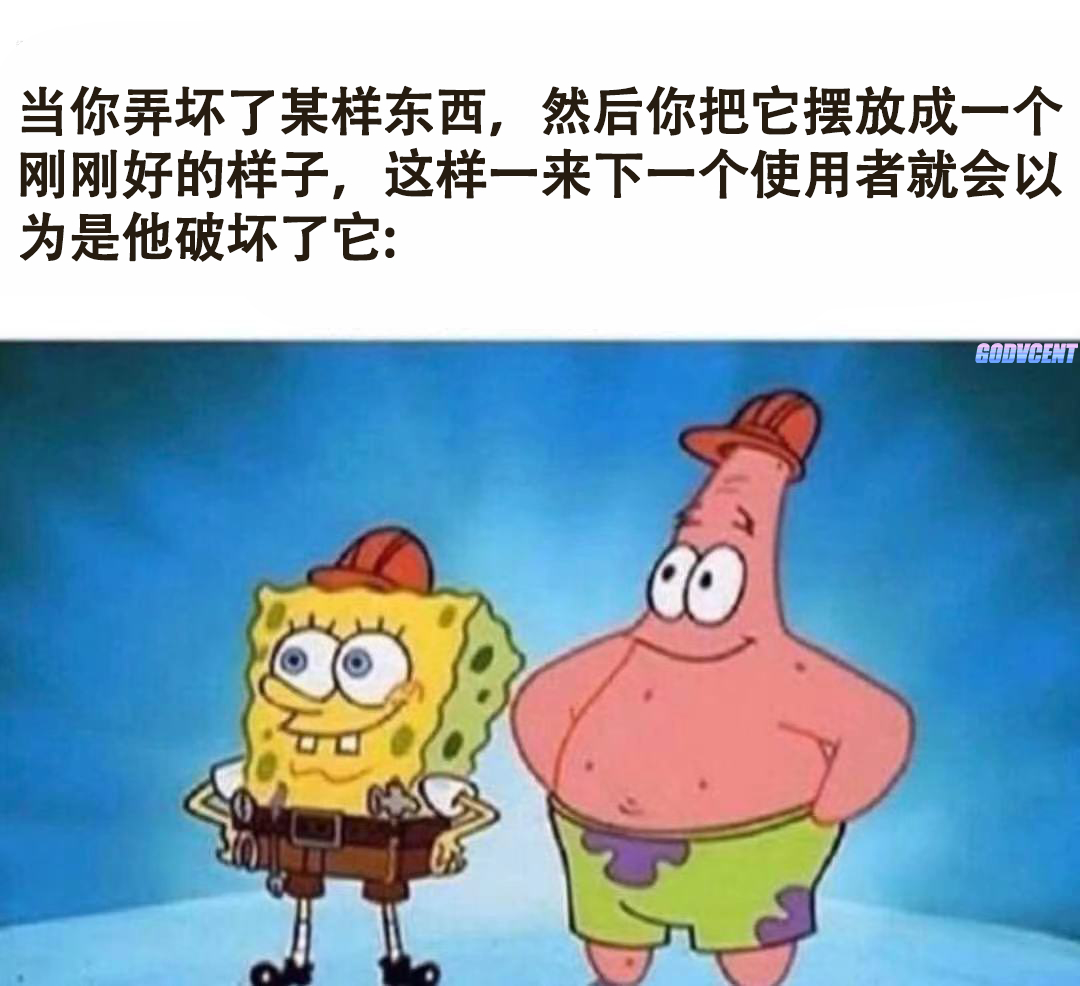 当你弄坏了某样东西，然后你把它摆放成一个
刚刚好的样子，这样一来下一个使用者就会以
为是他破坏了它:
GODVCENT